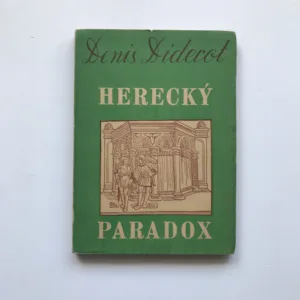 Denis Diderot
HERECKÝ
PARADOX